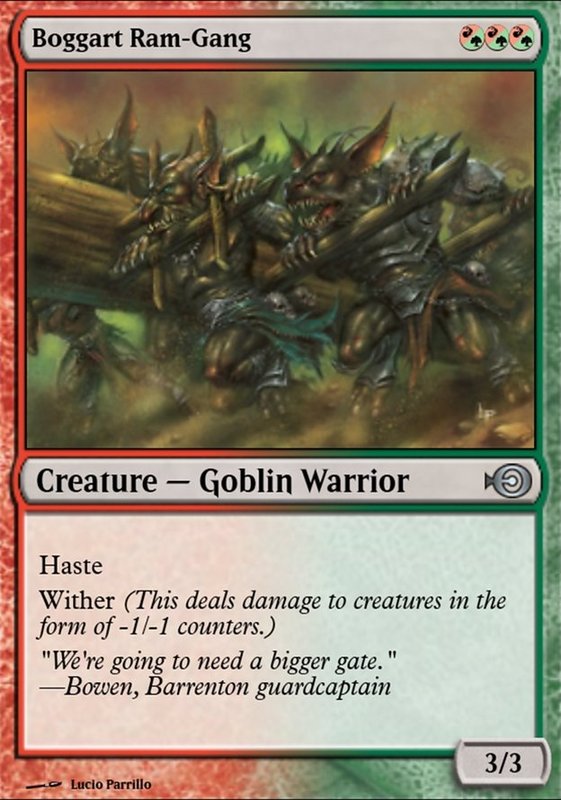 Boggart Ram-Gang
Creature — Goblin Warrior
Haste
Wither (This deals damage to creatures in the
form of -1/-1 counters.)
"We're going to need a bigger gate."
—Bowen, Barrenton guardcaptain
3/3
Lucio Parrillo